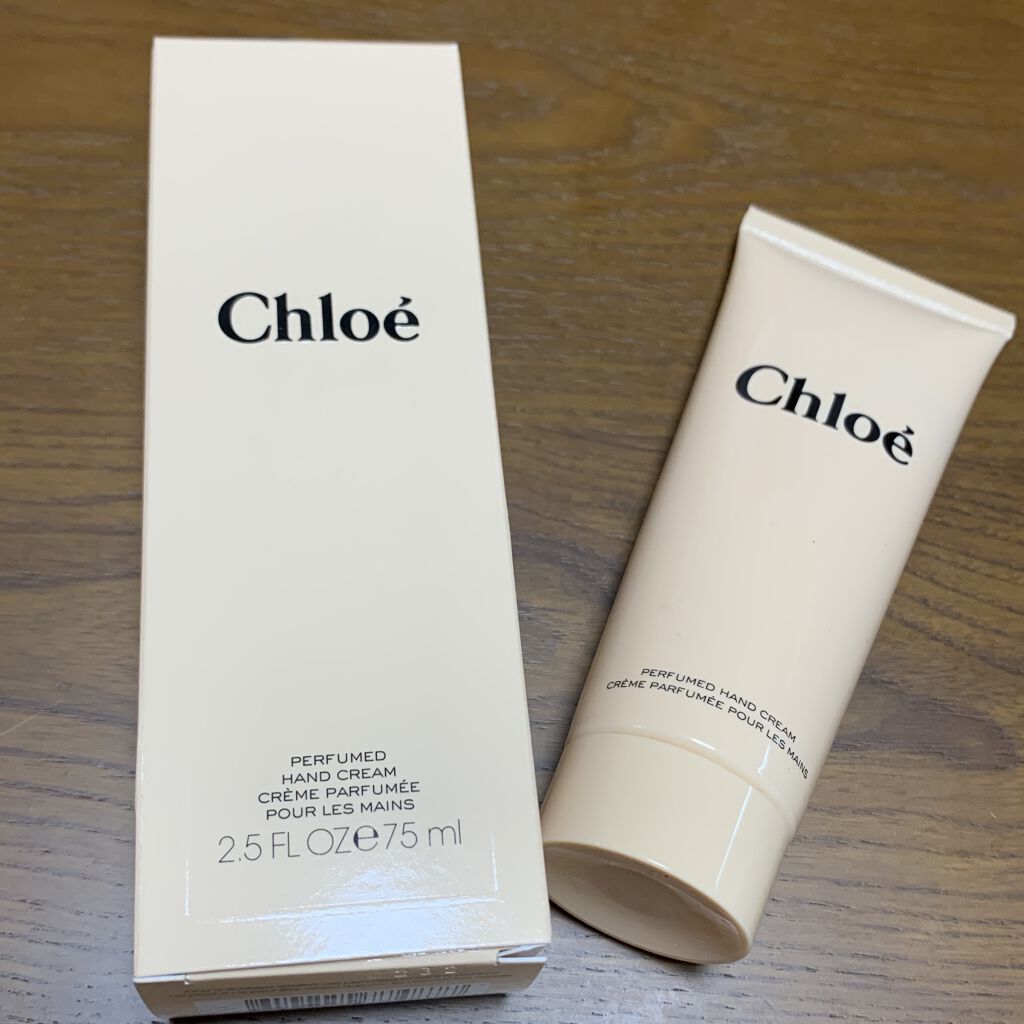 Chloé
PERFUMED
HAND CREAM
CRÈME PARFUMÉE
POUR LES MAINS
2.5 FL OZ℮75 ml
Chloé
PERFUMED HAND CREAM
CRÈME PARFUMÉE POUR LES MAINS